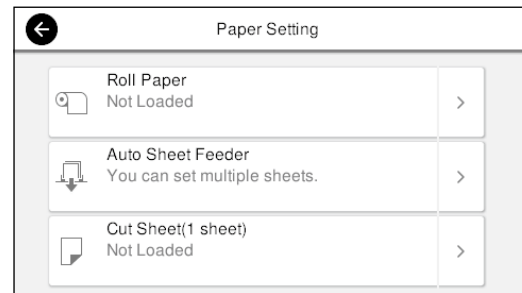 Paper Setting
Roll Paper
Not Loaded
Auto Sheet Feeder
You can set multiple sheets.
Cut Sheet(1 sheet)
Not Loaded